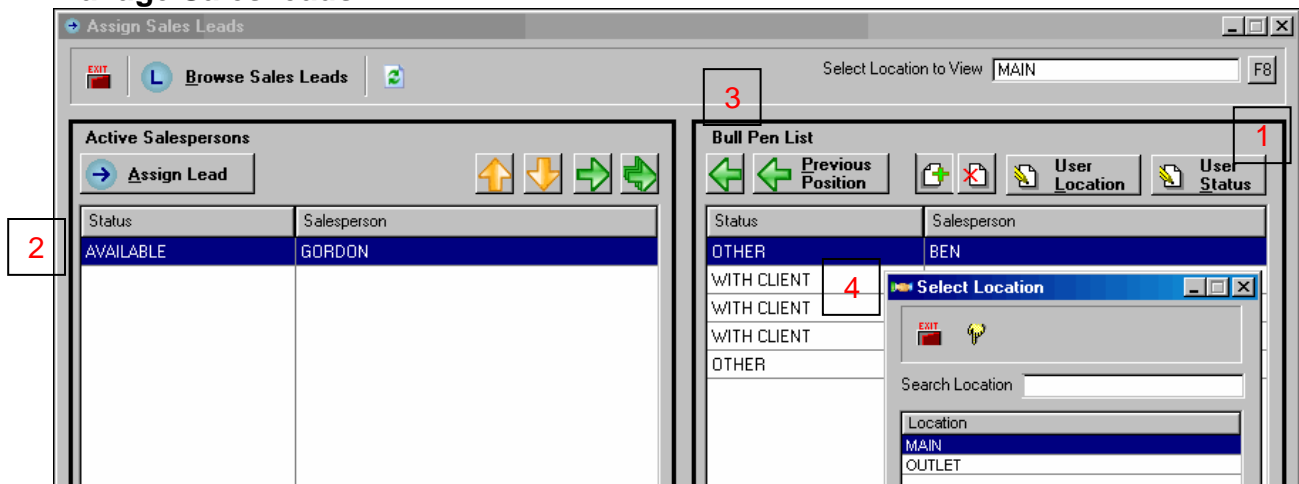 Assign Sales Leads
EXIT
L Browse Sales Leads
Select Location to View MAIN F8
3
1
Active Salespersons
Assign Lead
Bull Pen List
Previous Position
User Location
User Status
2
Status Salesperson
AVAILABLE GORDON
Status Salesperson
OTHER BEN
WITH CLIENT
WITH CLIENT
WITH CLIENT
OTHER
4
Select Location
EXIT
Search Location
Location
MAIN
OUTLET